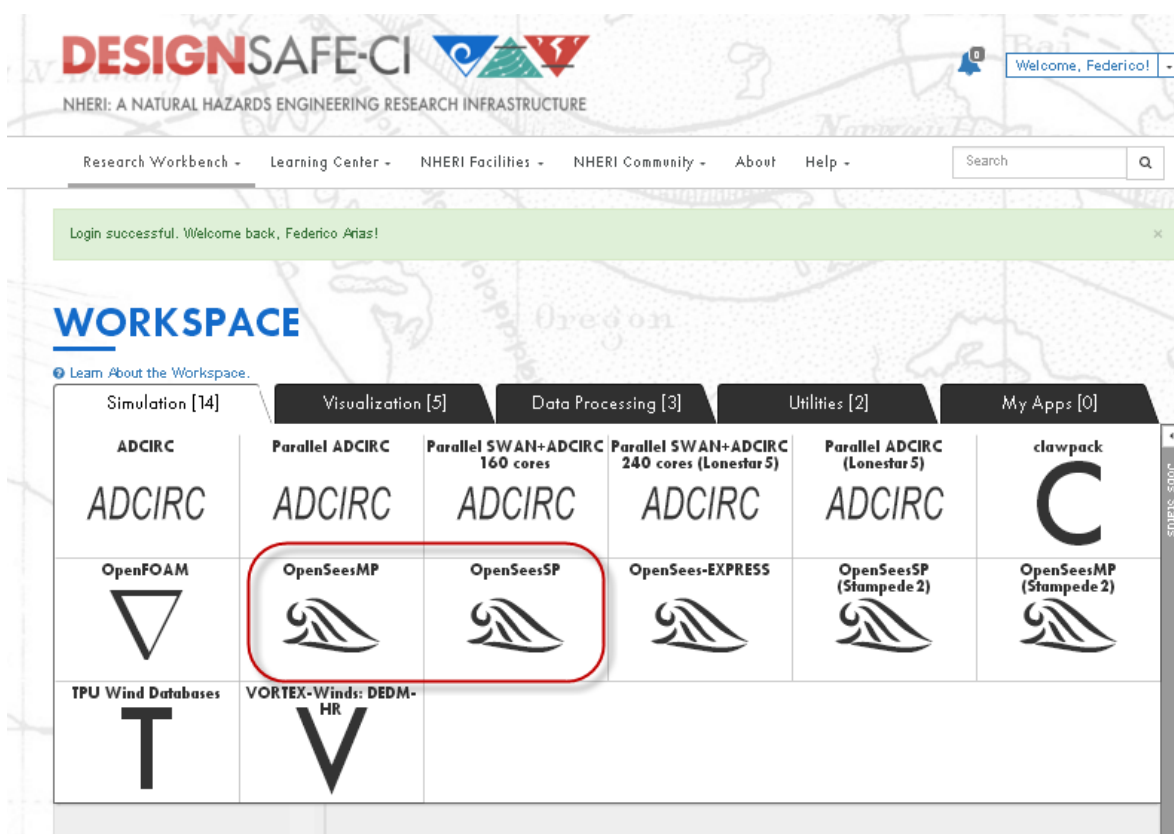 DESIGNSAFE-CI
NHERI: A NATURAL HAZARDS ENGINEERING RESEARCH INFRASTRUCTURE
0
Welcome, Federico!
Research Workbench
Learning Center
NHERI Facilities
NHERI Community
About
Help
Search
Login successful. Welcome back, Federico Arias!
×
Oregon
WORKSPACE
? Learn About the Workspace.
Simulation [14]
Visualization [5]
Data Processing [3]
Utilities [2]
My Apps [0]
ADCIRC
Parallel ADCIRC
Parallel SWAN+ADCIRC
160 cores
Parallel SWAN+ADCIRC
240 cores (Lonestar5)
Parallel ADCIRC
(Lonestar5)
clawpack
ADCIRC
ADCIRC
ADCIRC
ADCIRC
ADCIRC
C
Jobs Status
OpenFOAM
OpenSeesMP
OpenSeesSP
OpenSees-EXPRESS
OpenSeesSP
(Stampede2)
OpenSeesMP
(Stampede2)
TPU Wind Databases
T
VORTEX-Winds: DEDM-
HR
V